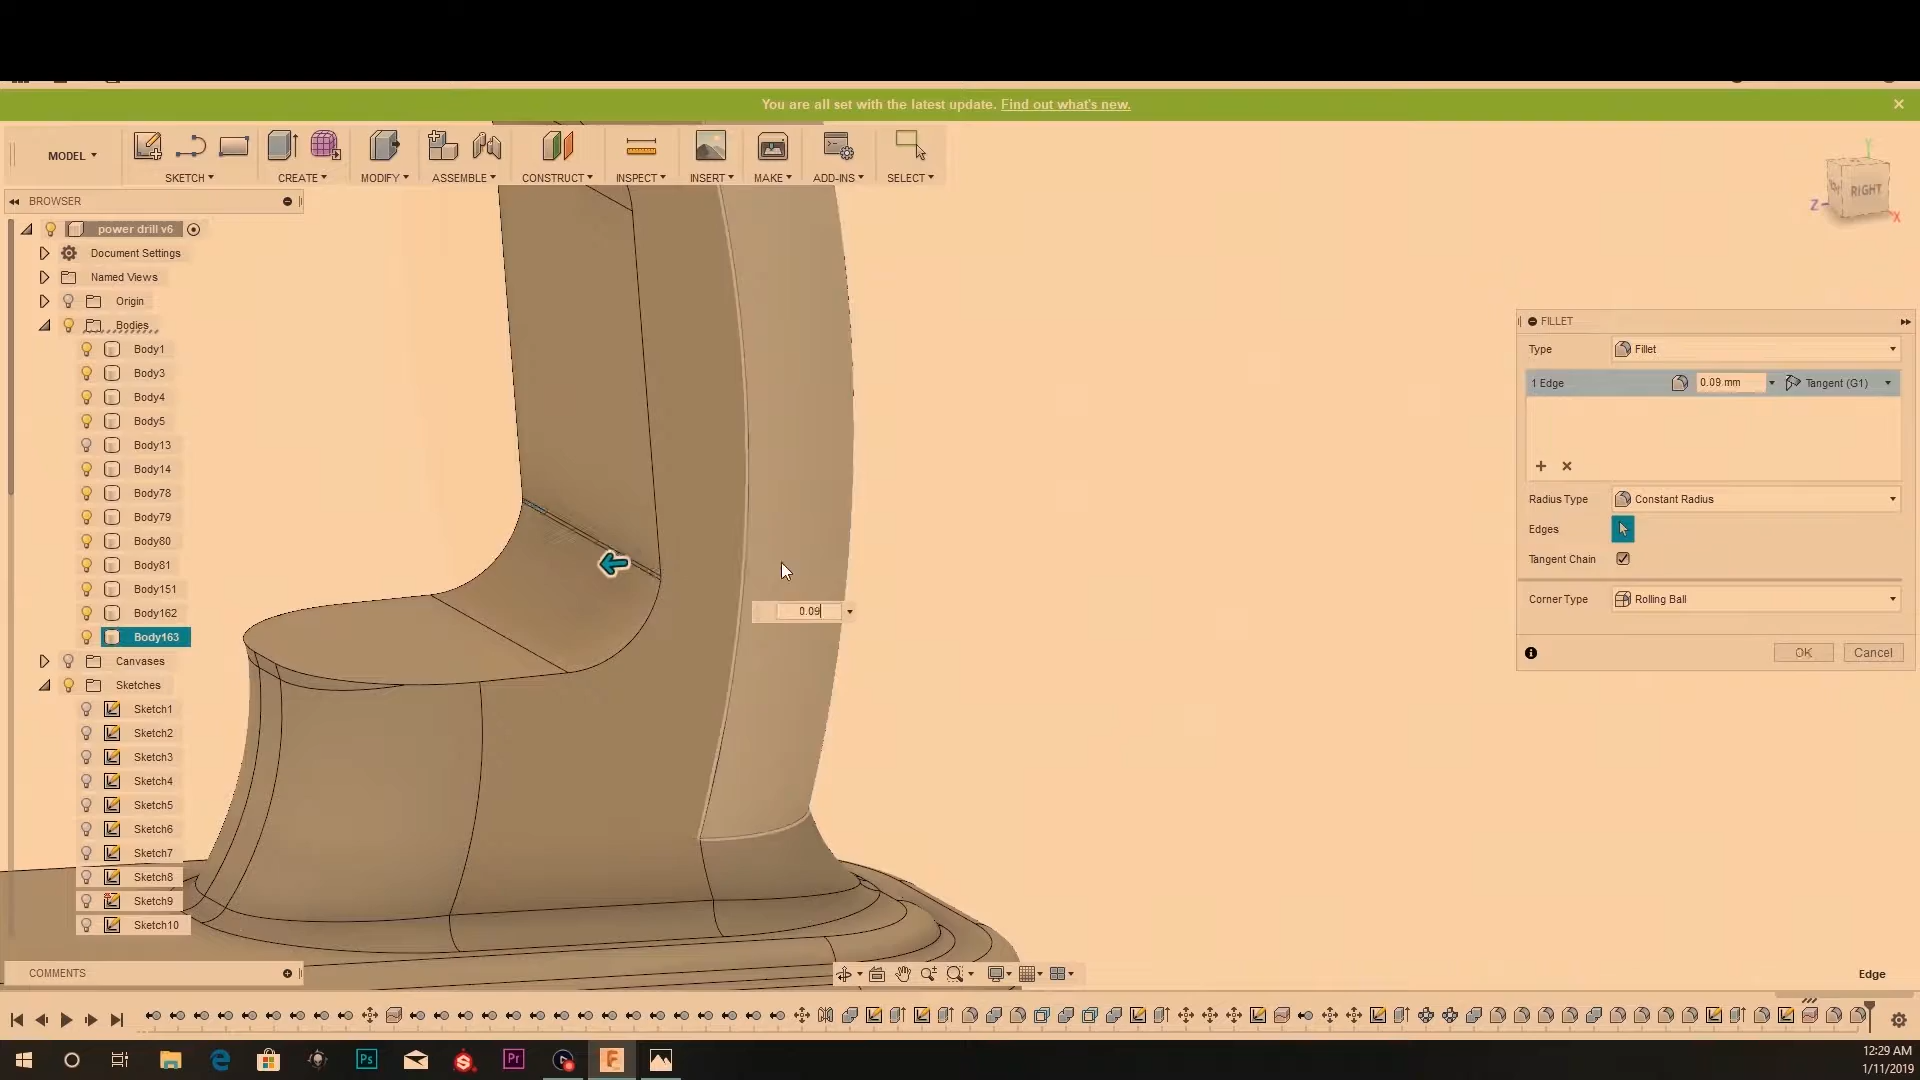 You are all set with the latest update. Find out what's new.
MODEL
SKETCH
CREATE
MODIFY
ASSEMBLE
CONSTRUCT
INSPECT
INSERT
MAKE
ADD-INS
SELECT
Y
RIGHT
Z
X
BROWSER
power drill v6
Document Settings
Named Views
Origin
Bodies
Body1
Body3
Body4
Body5
Body13
Body14
Body78
Body79
Body80
Body81
Body151
Body162
Body163
Canvases
Sketches
Sketch1
Sketch2
Sketch3
Sketch4
Sketch5
Sketch6
Sketch7
Sketch8
Sketch9
Sketch10
COMMENTS
0.09
FILLET
Type Fillet
1 Edge 0.09 mm Tangent (G1)
Radius Type Constant Radius
Edges
Tangent Chain
Corner Type Rolling Ball
OK Cancel
Edge
Ps
Pr
12:29 AM
1/11/2019